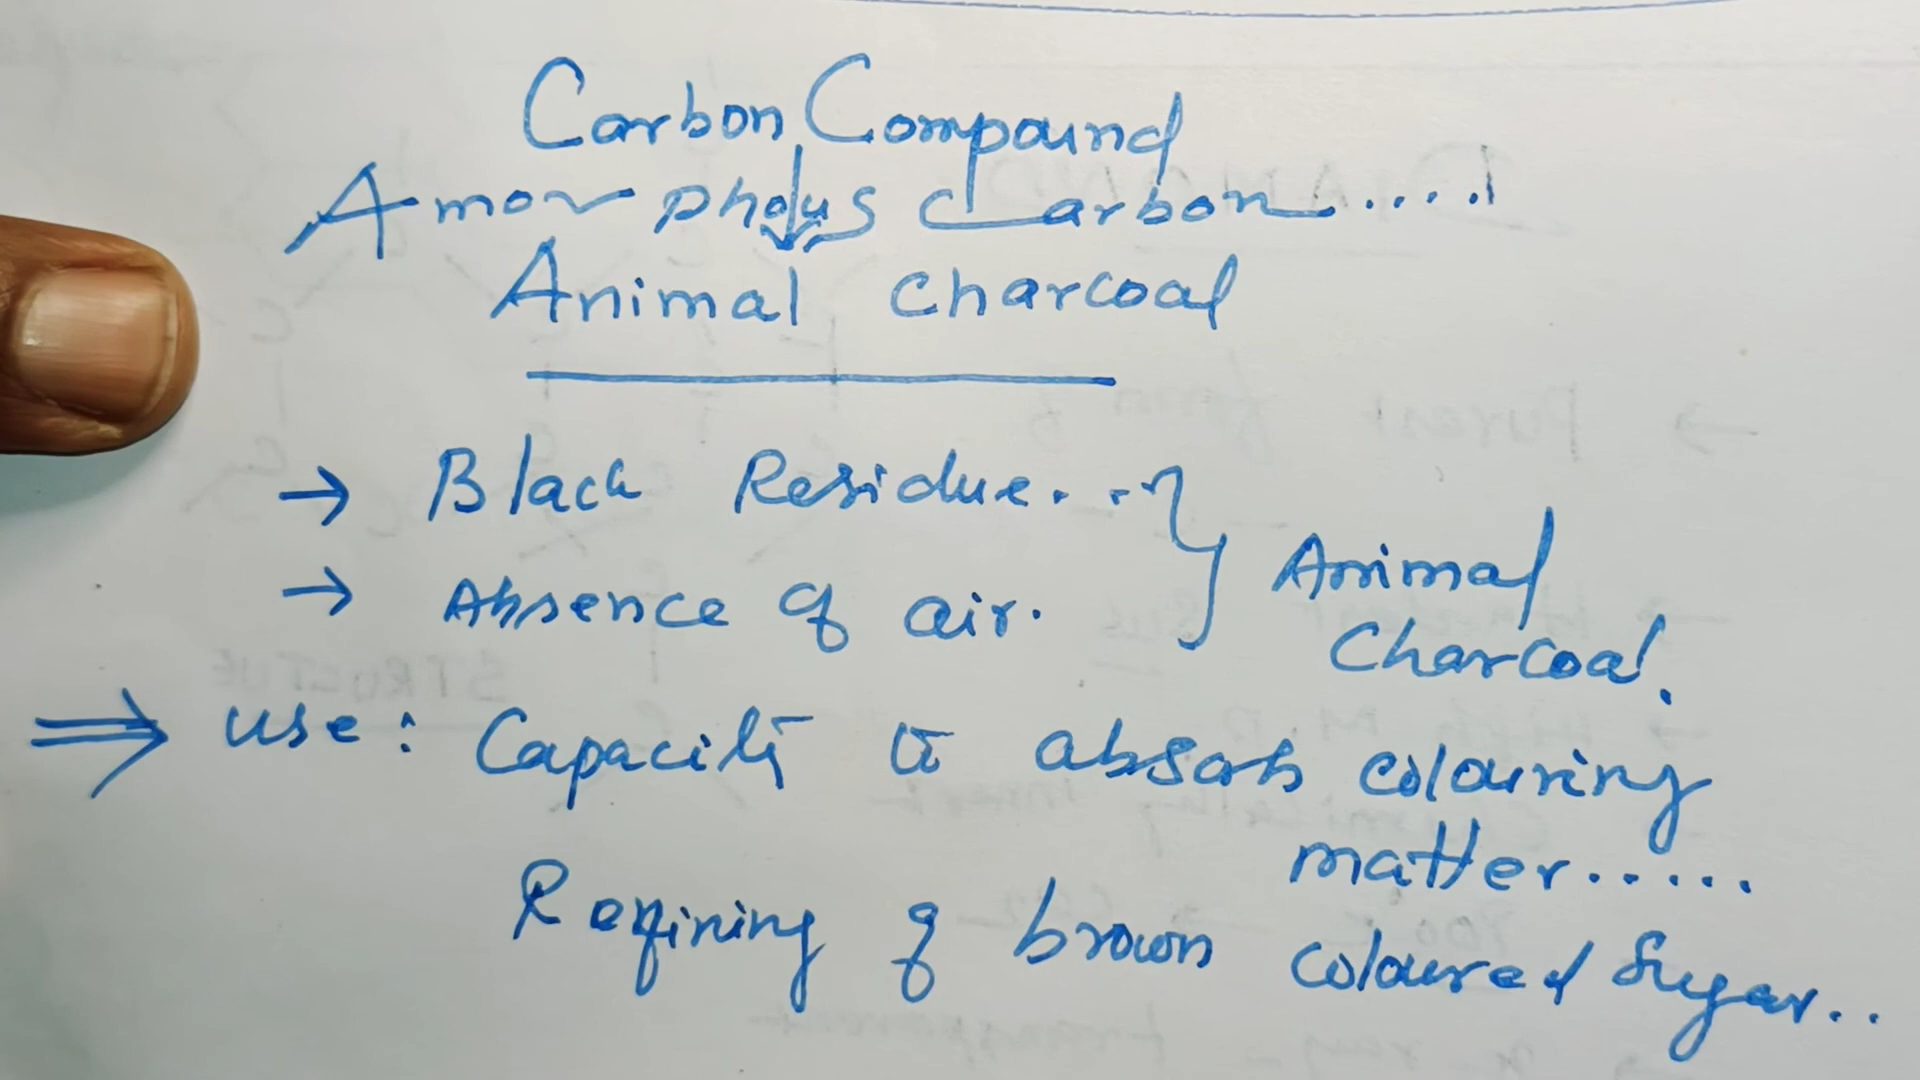 Carbon Compound
Amorphous Carbon.....
Animal Charcoal
→ Black Residue...
→ Absence of air.
Animal
Charcoal.
⇒ Use: Capacity to absorb colouring
matter.....
Refining of brown coloured Sugar..